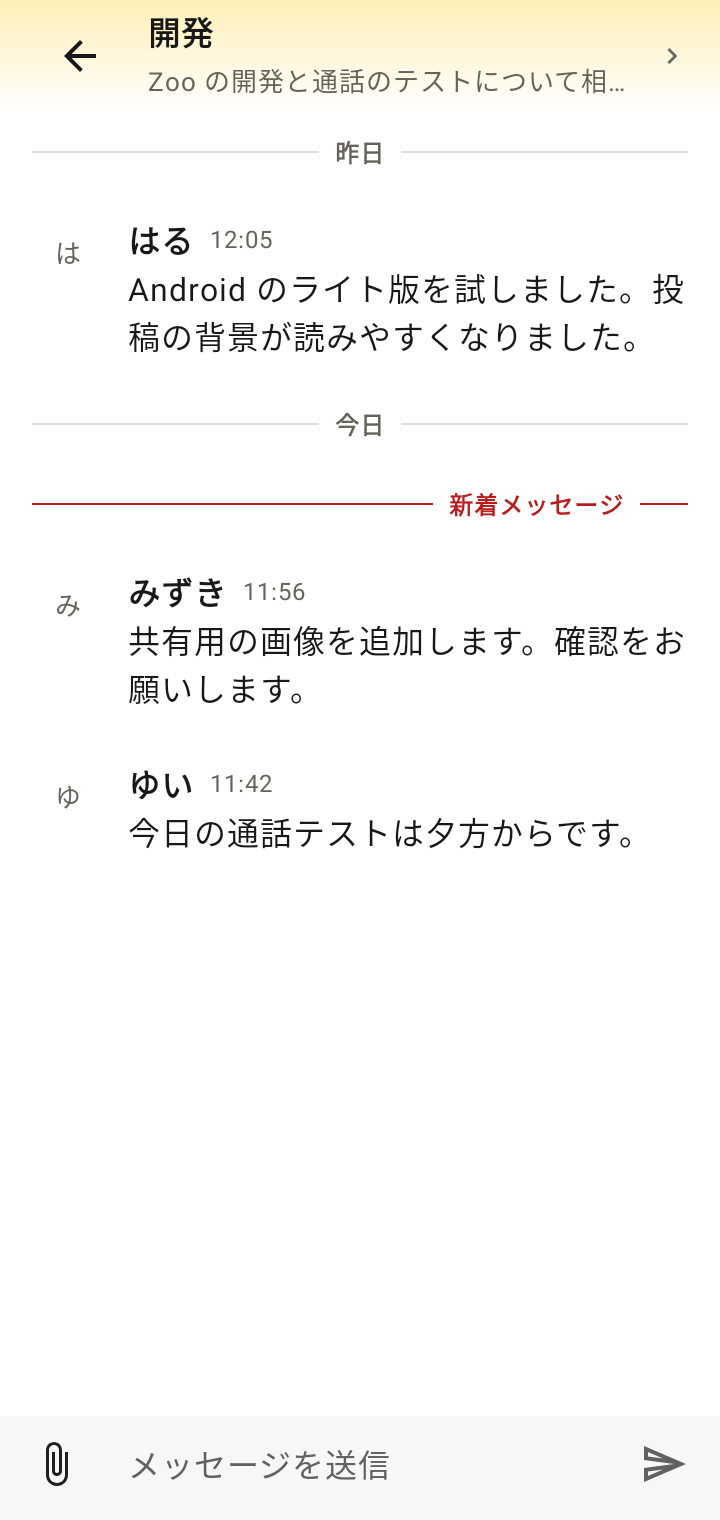 開発
Zoo の開発と通話のテストについて相…
昨日
は
はる 12:05
Android のライト版を試しました。投
稿の背景が読みやすくなりました。
今日
新着メッセージ
み
みずき 11:56
共有用の画像を追加します。確認をお
願いします。
ゆ
ゆい 11:42
今日の通話テストは夕方からです。
メッセージを送信